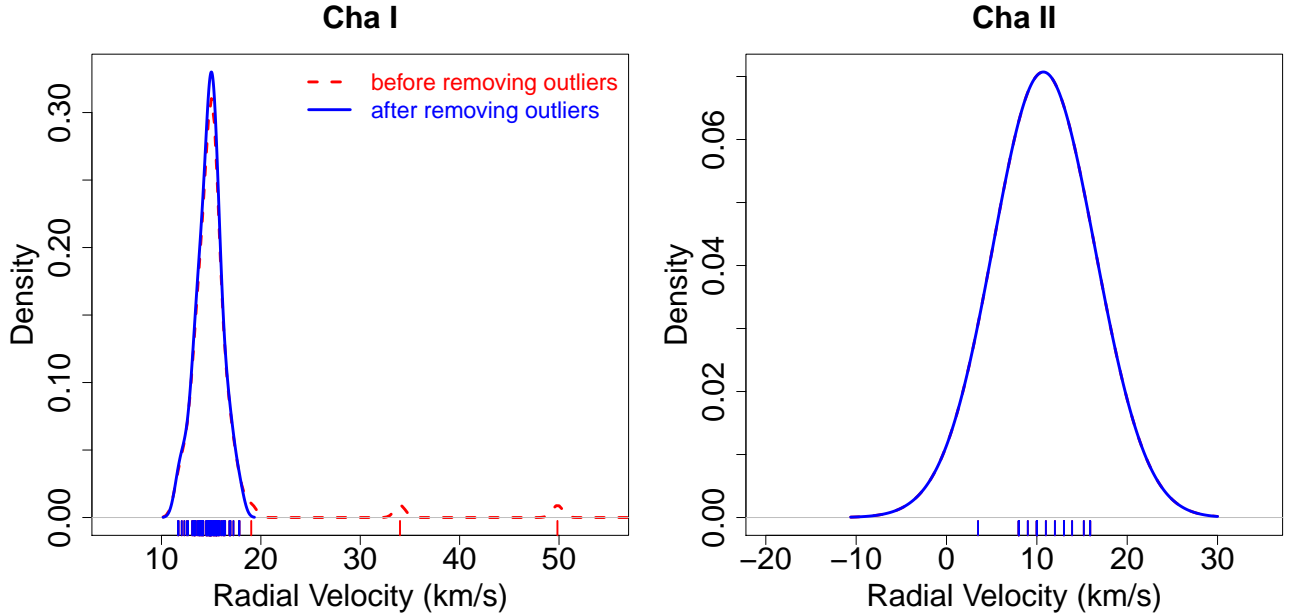 Cha I
before removing outliers
after removing outliers
Density
0.00
0.10
0.20
0.30
10
20
30
40
50
Radial Velocity (km/s)
Cha II
Density
0.00
0.02
0.04
0.06
−20
−10
0
10
20
30
Radial Velocity (km/s)